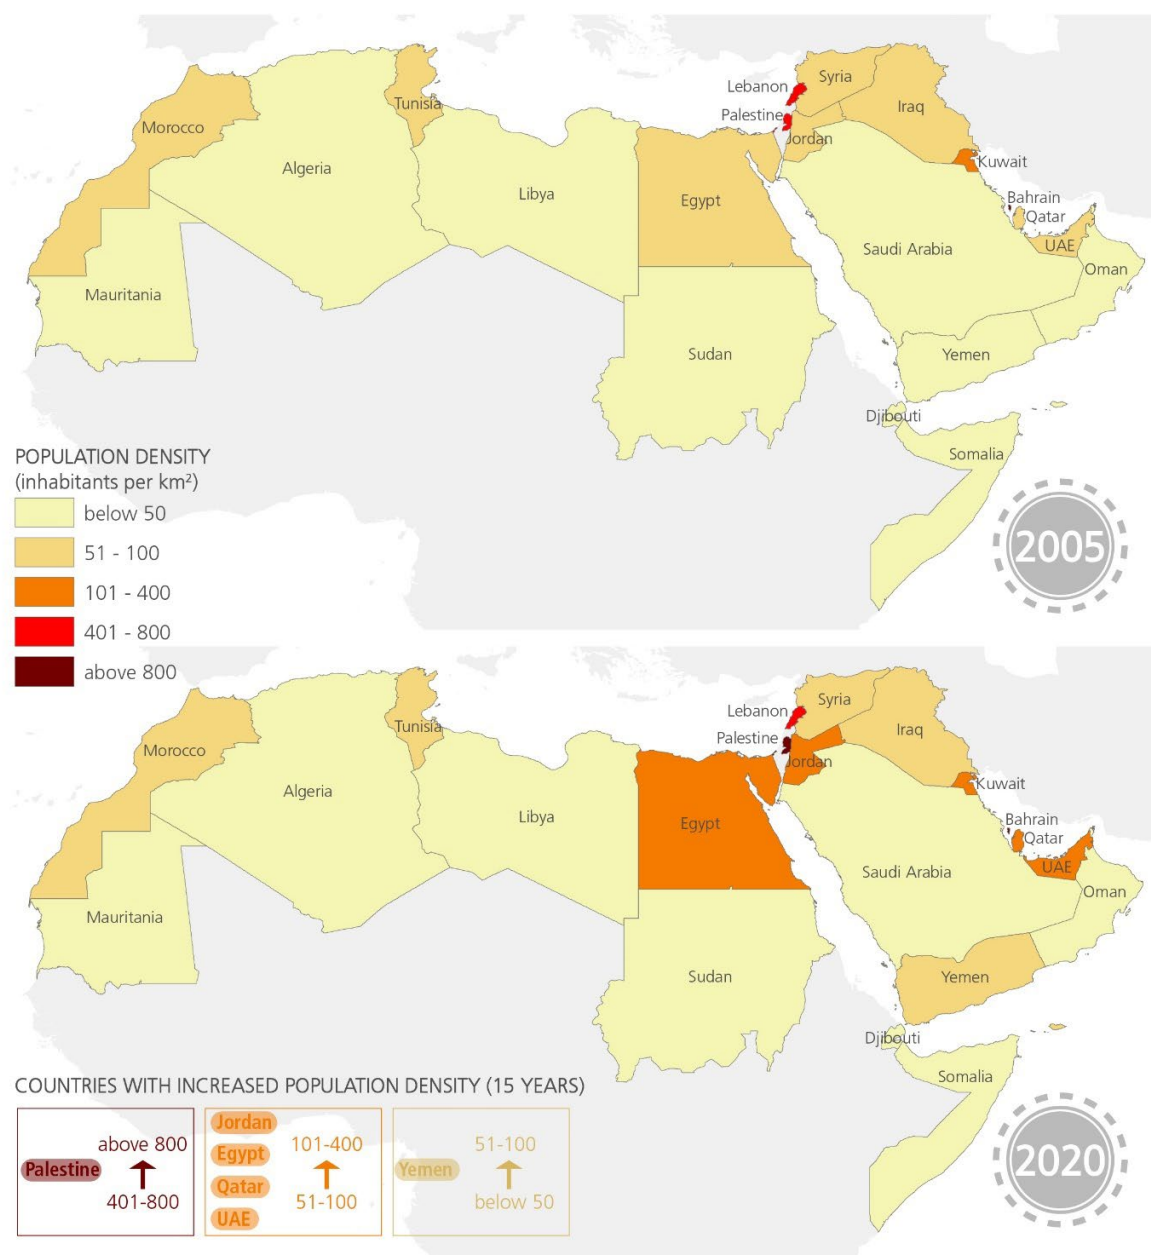 Lebanon
Syria
Palestine
Iraq
Tunisia
Morocco
Jordan
Kuwait
Algeria
Libya
Egypt
Bahrain
Qatar
Saudi Arabia
UAE
Oman
Mauritania
Sudan
Yemen
Djibouti
Somalia
POPULATION DENSITY
(inhabitants per km²)
below 50
51 - 100
101 - 400
401 - 800
above 800
2005
Lebanon
Syria
Palestine
Iraq
Tunisia
Morocco
Jordan
Kuwait
Algeria
Libya
Egypt
Bahrain
Qatar
Saudi Arabia
UAE
Oman
Mauritania
Sudan
Yemen
Djibouti
Somalia
COUNTRIES WITH INCREASED POPULATION DENSITY (15 YEARS)
Palestine
above 800
401-800
Jordan
Egypt
Qatar
UAE
101-400
51-100
Yemen
51-100
below 50
2020